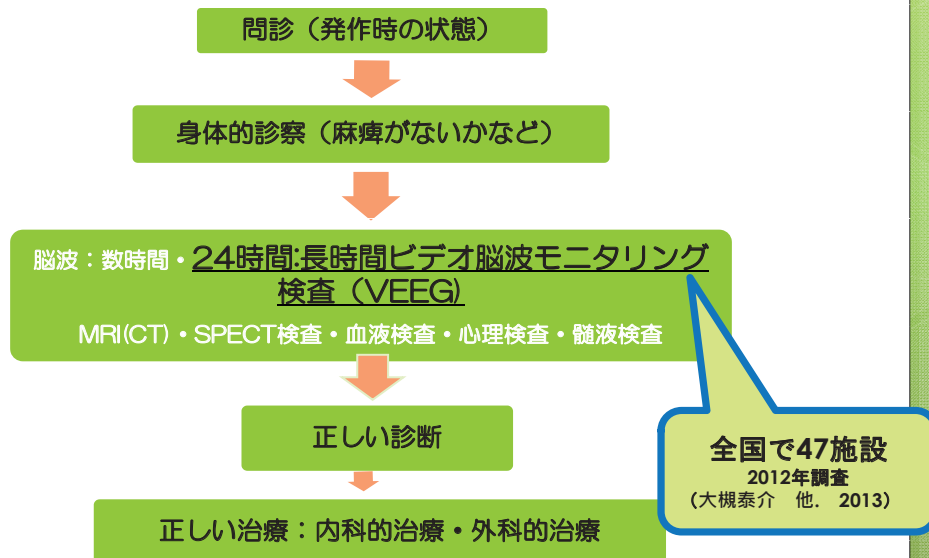 問診（発作時の状態）
身体的診察（麻痺がないかなど）
脳波：数時間・24時間:長時間ビデオ脳波モニタリング
検査（VEEG)
MRI(CT)・SPECT検査・血液検査・心理検査・髄液検査
正しい診断
全国で47施設
2012年調査
(大槻泰介　他.　2013)
正しい治療：内科的治療・外科的治療